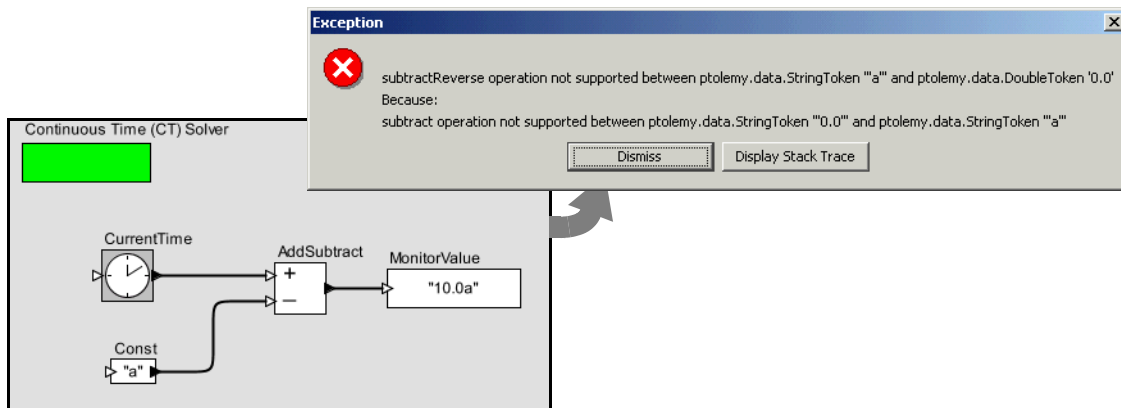 Exception
subtractReverse operation not supported between ptolemy.data.StringToken '"a"' and ptolemy.data.DoubleToken '0.0'
Because:
subtract operation not supported between ptolemy.data.StringToken '"0.0"' and ptolemy.data.StringToken '"a"'
Dismiss
Display Stack Trace
Continuous Time (CT) Solver
CurrentTime
AddSubtract
+
–
MonitorValue
"10.0a"
Const
"a"